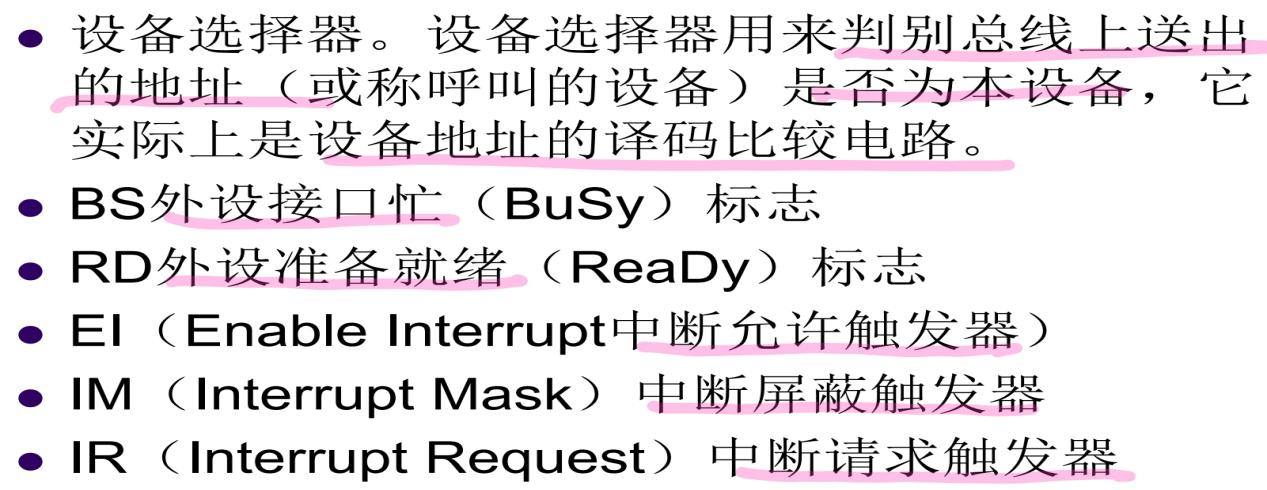 ● 设备选择器。设备选择器用来判别总线上送出
的地址（或称呼叫的设备）是否为本设备，它
实际上是设备地址的译码比较电路。
● BS外设接口忙（BuSy）标志
● RD外设准备就绪（ReaDy）标志
● EI（Enable Interrupt中断允许触发器）
● IM（Interrupt Mask）中断屏蔽触发器
● IR（Interrupt Request）中断请求触发器